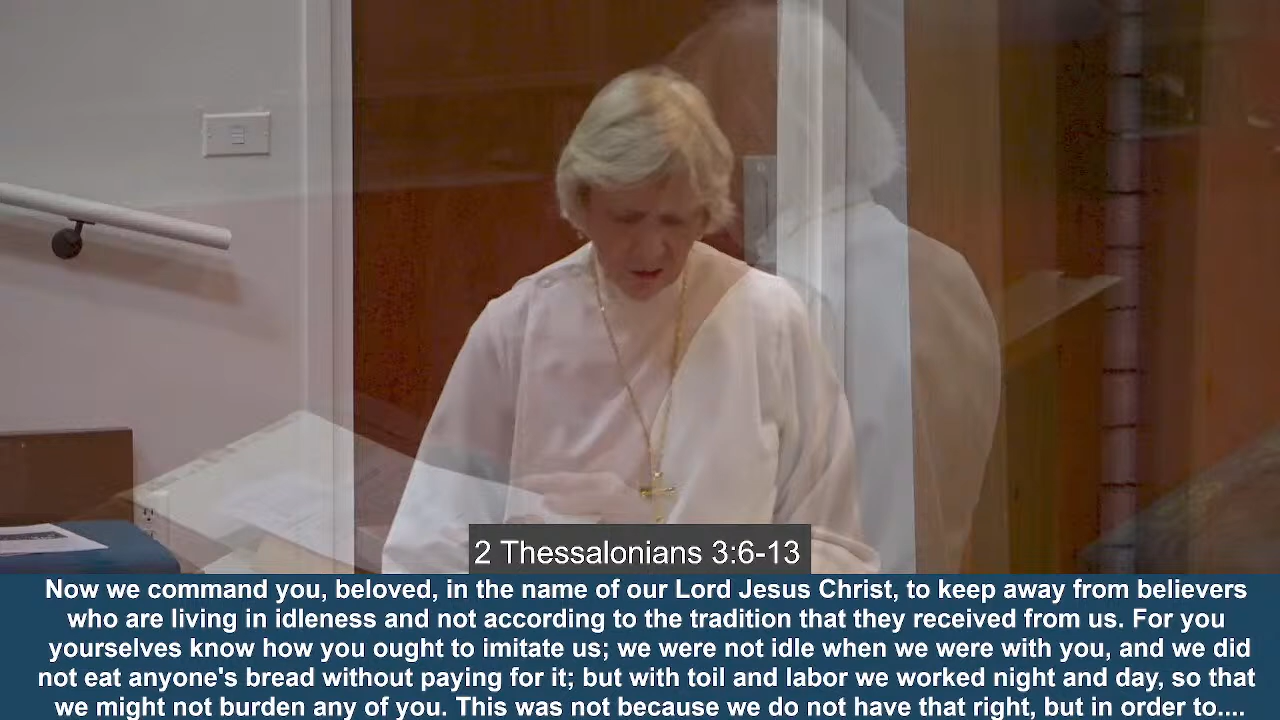 2 Thessalonians 3:6-13
Now we command you, beloved, in the name of our Lord Jesus Christ, to keep away from believers
who are living in idleness and not according to the tradition that they received from us. For you
yourselves know how you ought to imitate us; we were not idle when we were with you, and we did
not eat anyone's bread without paying for it; but with toil and labor we worked night and day, so that
we might not burden any of you. This was not because we do not have that right, but in order to....